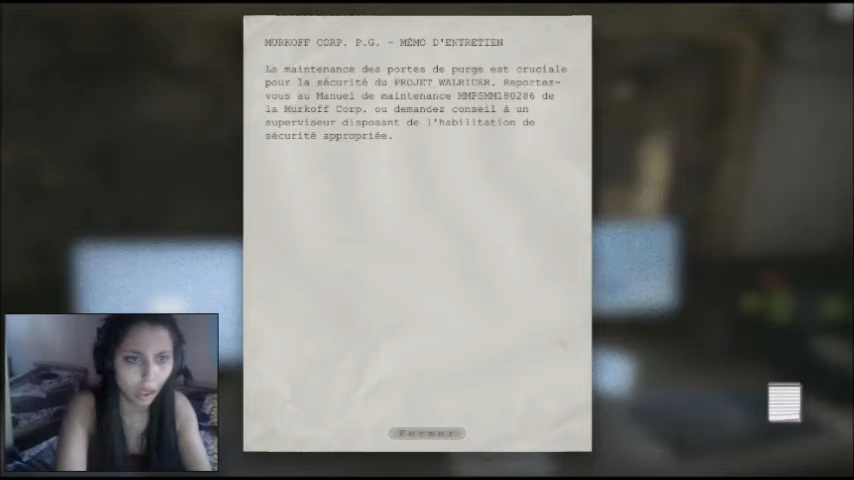 MURKOFF CORP. P.G. - MÉMO D'ENTRETIEN
La maintenance des portes de purge est cruciale
pour la sécurité du PROJET WALRIDER. Reportez-
vous au Manuel de maintenance MMPSMM180286 de
la Murkoff Corp. ou demandez conseil à un
superviseur disposant de l'habilitation de
sécurité appropriée.
Fermer